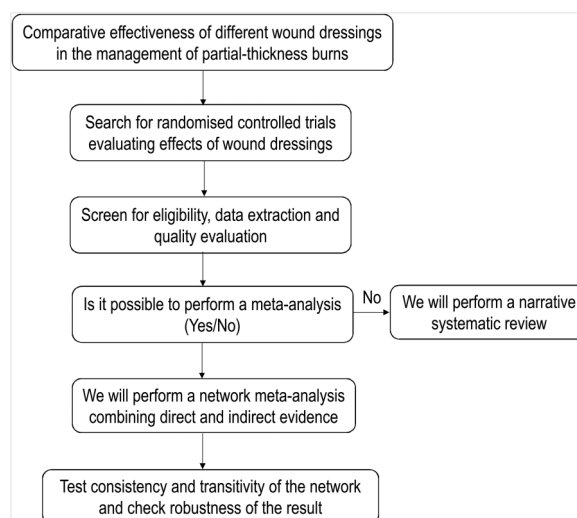 Comparative effectiveness of different wound dressings
in the management of partial-thickness burns
Search for randomised controlled trials
evaluating effects of wound dressings
Screen for eligibility, data extraction and
quality evaluation
Is it possible to perform a meta-analysis
(Yes/No)
No
We will perform a narrative
systematic review
We will perform a network meta-analysis
combining direct and indirect evidence
Test consistency and transitivity of the network
and check robustness of the result